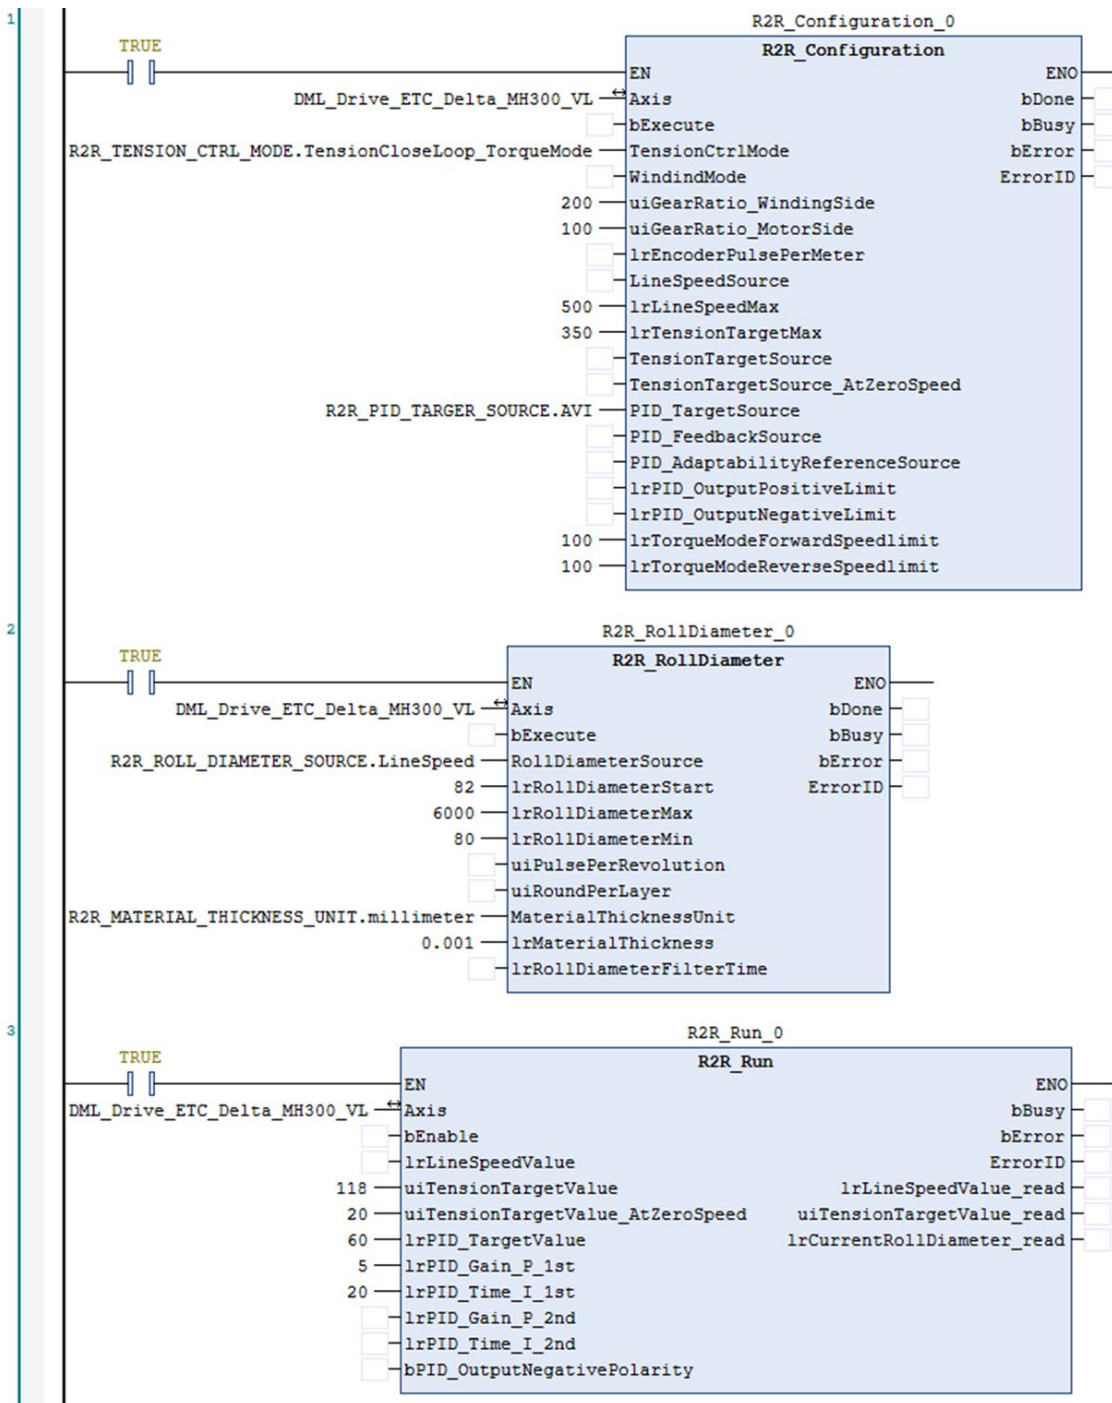 1
R2R_Configuration_0
TRUE
R2R_Configuration
EN ENO
DML_Drive_ETC_Delta_MH300_VL Axis bDone
bExecute bBusy
R2R_TENSION_CTRL_MODE.TensionCloseLoop_TorqueMode TensionCtrlMode bError
WindindMode ErrorID
200 uiGearRatio_WindingSide
100 uiGearRatio_MotorSide
lrEncoderPulsePerMeter
LineSpeedSource
500 lrLineSpeedMax
350 lrTensionTargetMax
TensionTargetSource
TensionTargetSource_AtZeroSpeed
R2R_PID_TARGER_SOURCE.AVI PID_TargetSource
PID_FeedbackSource
PID_AdaptabilityReferenceSource
lrPID_OutputPositiveLimit
lrPID_OutputNegativeLimit
100 lrTorqueModeForwardSpeedlimit
100 lrTorqueModeReverseSpeedlimit
2
R2R_RollDiameter_0
TRUE
R2R_RollDiameter
EN ENO
DML_Drive_ETC_Delta_MH300_VL Axis bDone
bExecute bBusy
R2R_ROLL_DIAMETER_SOURCE.LineSpeed RollDiameterSource bError
82 lrRollDiameterStart ErrorID
6000 lrRollDiameterMax
80 lrRollDiameterMin
uiPulsePerRevolution
uiRoundPerLayer
R2R_MATERIAL_THICKNESS_UNIT.millimeter MaterialThicknessUnit
0.001 lrMaterialThickness
lrRollDiameterFilterTime
3
R2R_Run_0
TRUE
R2R_Run
EN ENO
DML_Drive_ETC_Delta_MH300_VL Axis bBusy
bEnable bError
lrLineSpeedValue ErrorID
118 uiTensionTargetValue lrLineSpeedValue_read
20 uiTensionTargetValue_AtZeroSpeed uiTensionTargetValue_read
60 lrPID_TargetValue lrCurrentRollDiameter_read
5 lrPID_Gain_P_1st
20 lrPID_Time_I_1st
lrPID_Gain_P_2nd
lrPID_Time_I_2nd
bPID_OutputNegativePolarity